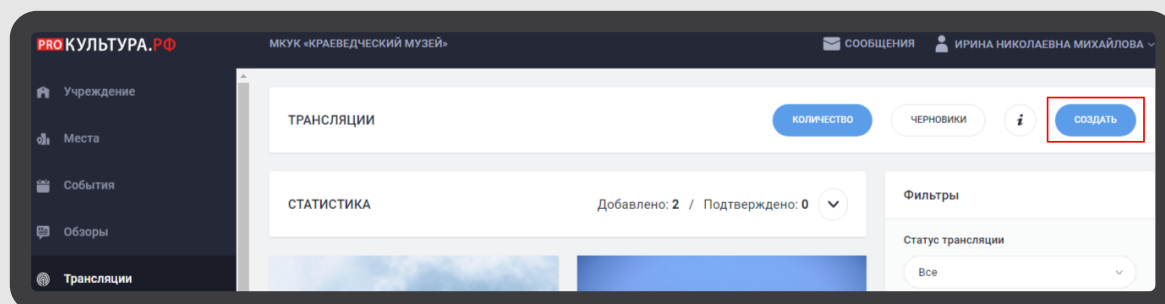 PRO КУЛЬТУРА.РФ
МКУК «КРАЕВЕДЧЕСКИЙ МУЗЕЙ»
СООБЩЕНИЯ
ИРИНА НИКОЛАЕВНА МИХАЙЛОВА
Учреждение
Места
События
Обзоры
Трансляции
ТРАНСЛЯЦИИ
КОЛИЧЕСТВО
ЧЕРНОВИКИ
i
СОЗДАТЬ
СТАТИСТИКА
Добавлено: 2 / Подтверждено: 0
Фильтры
Статус трансляции
Все